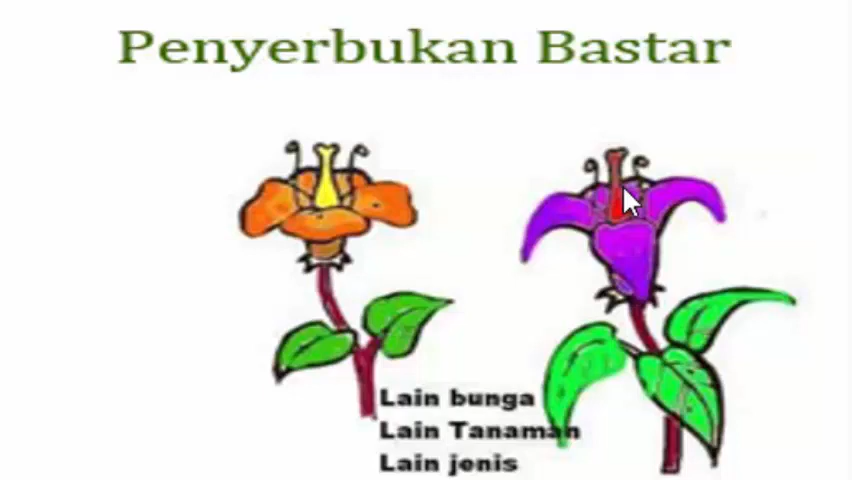 Penyerbukan Bastar
Lain bunga
Lain Tanaman
Lain jenis